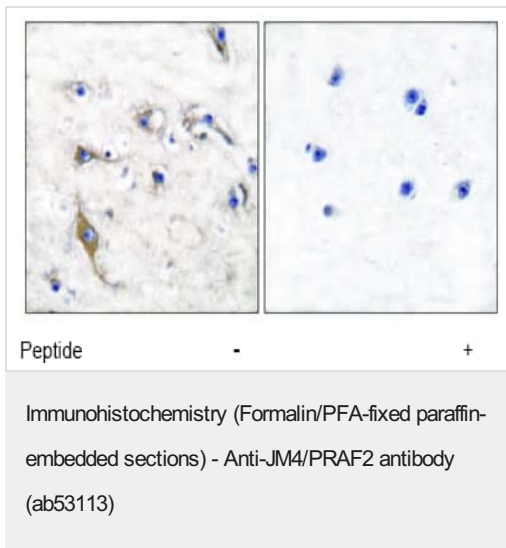 Peptide - +
Immunohistochemistry (Formalin/PFA-fixed paraffin-
embedded sections) - Anti-JM4/PRAF2 antibody
(ab53113)